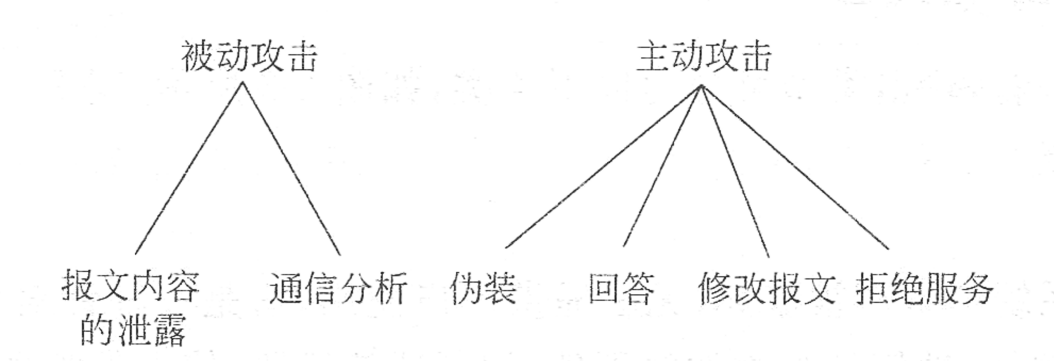 被动攻击
主动攻击
报文内容
的泄露
通信分析
伪装
回答
修改报文
拒绝服务